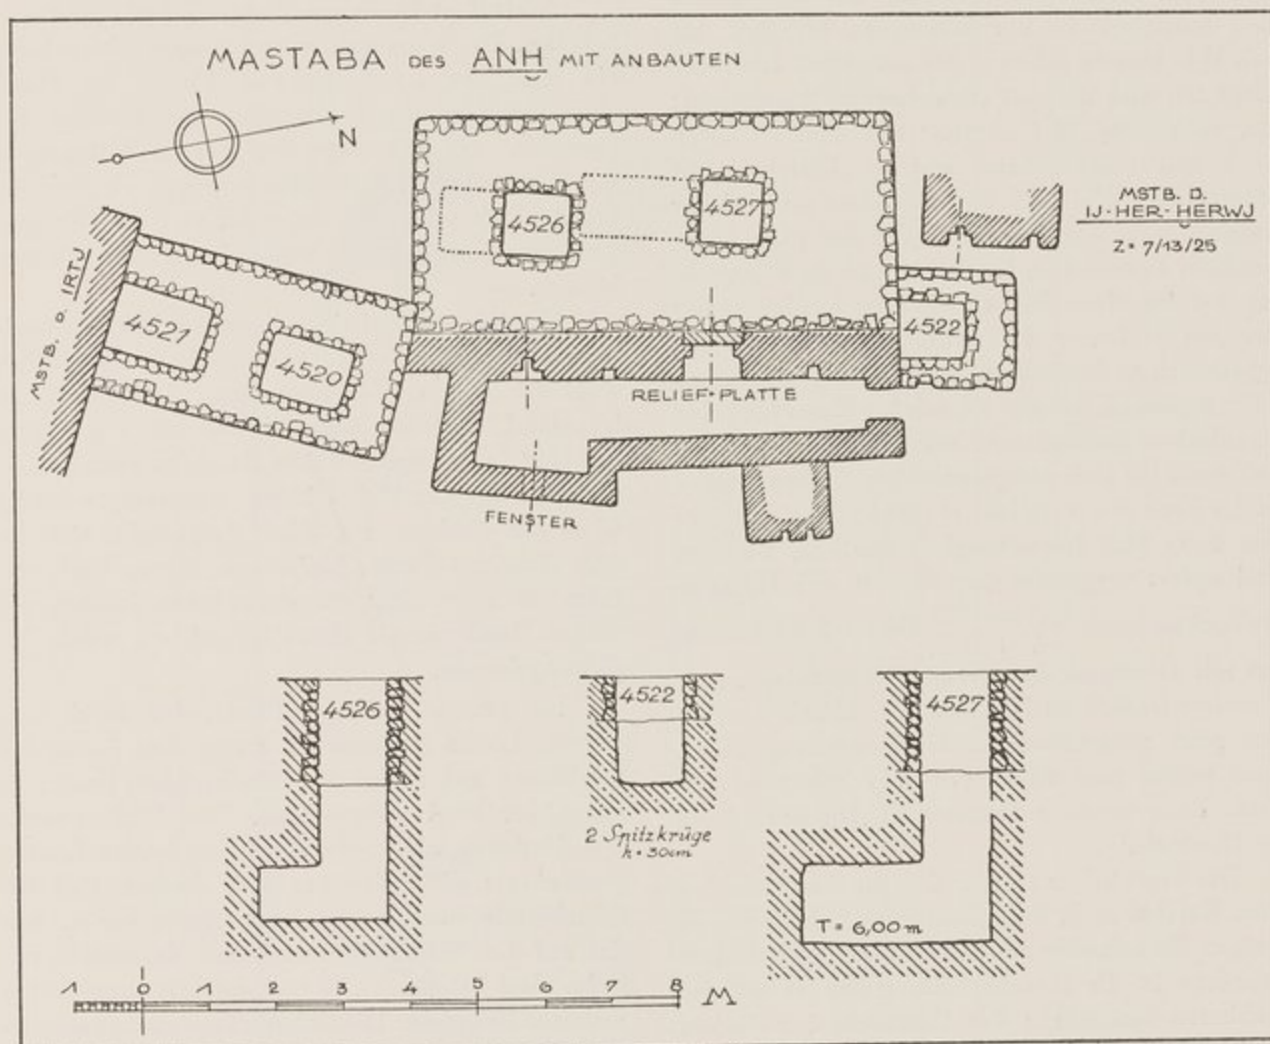 MASTABA DES ANḪ MIT ANBAUTEN
N
MSTB. D. IRTJ
4521
4520
4526
4527
4522
MSTB. D.
IJ-HER-HERWJ
Z = 7/13/25
RELIEF-PLATTE
FENSTER
4526
4522
4527
2 Spitzkrüge
h = 30cm
T = 6,00 m
1 0 1 2 3 4 5 6 7 8 M